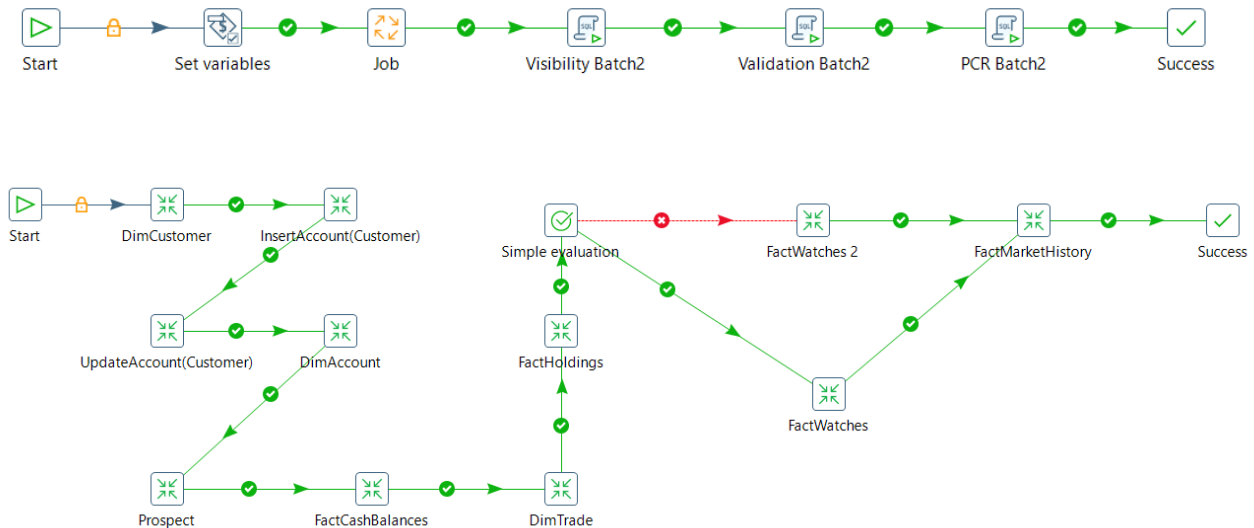 Start
Set variables
Job
Visibility Batch2
Validation Batch2
PCR Batch2
Success
Start
DimCustomer
InsertAccount(Customer)
Simple evaluation
FactWatches 2
FactMarketHistory
Success
UpdateAccount(Customer)
DimAccount
FactHoldings
FactWatches
Prospect
FactCashBalances
DimTrade